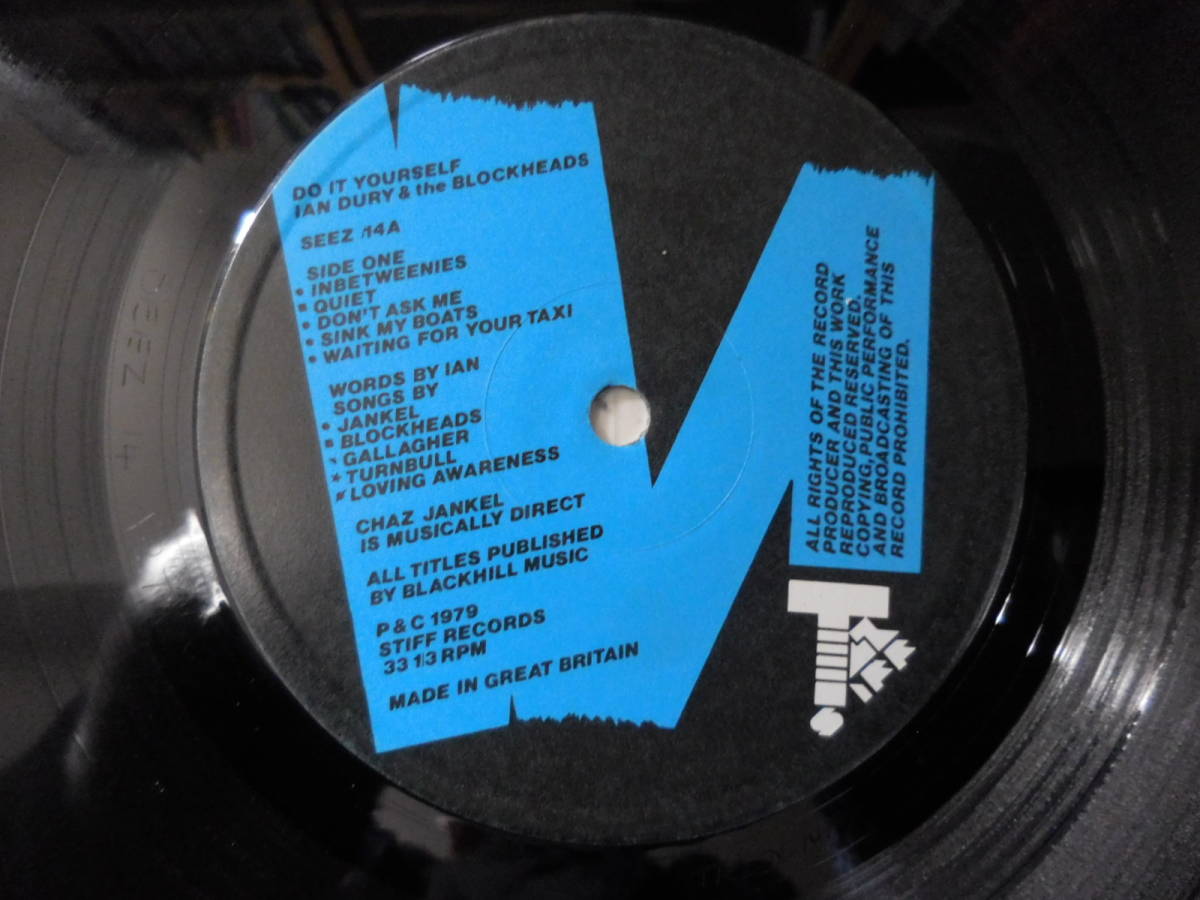 DO IT YOURSELF
IAN DURY & the BLOCKHEADS
SEEZ 14A
SIDE ONE
• INBETWEENIES
■ QUIET
• DON'T ASK ME
• SINK MY BOATS
• WAITING FOR YOUR TAXI
WORDS BY IAN
SONGS BY
• JANKEL
■ BLOCKHEADS
GALLAGHER
★ TURNBULL
LOVING AWARENESS
CHAZ JANKEL
IS MUSICALLY DIRECT
ALL TITLES PUBLISHED
BY BLACKHILL MUSIC
P & C 1979
STIFF RECORDS
33 1/3 RPM
MADE IN GREAT BRITAIN
ALL RIGHTS OF THE RECORD
PRODUCER AND THIS WORK
REPRODUCED RESERVED.
COPYING, PUBLIC PERFORMANCE
AND BROADCASTING OF THIS
RECORD PROHIBITED.